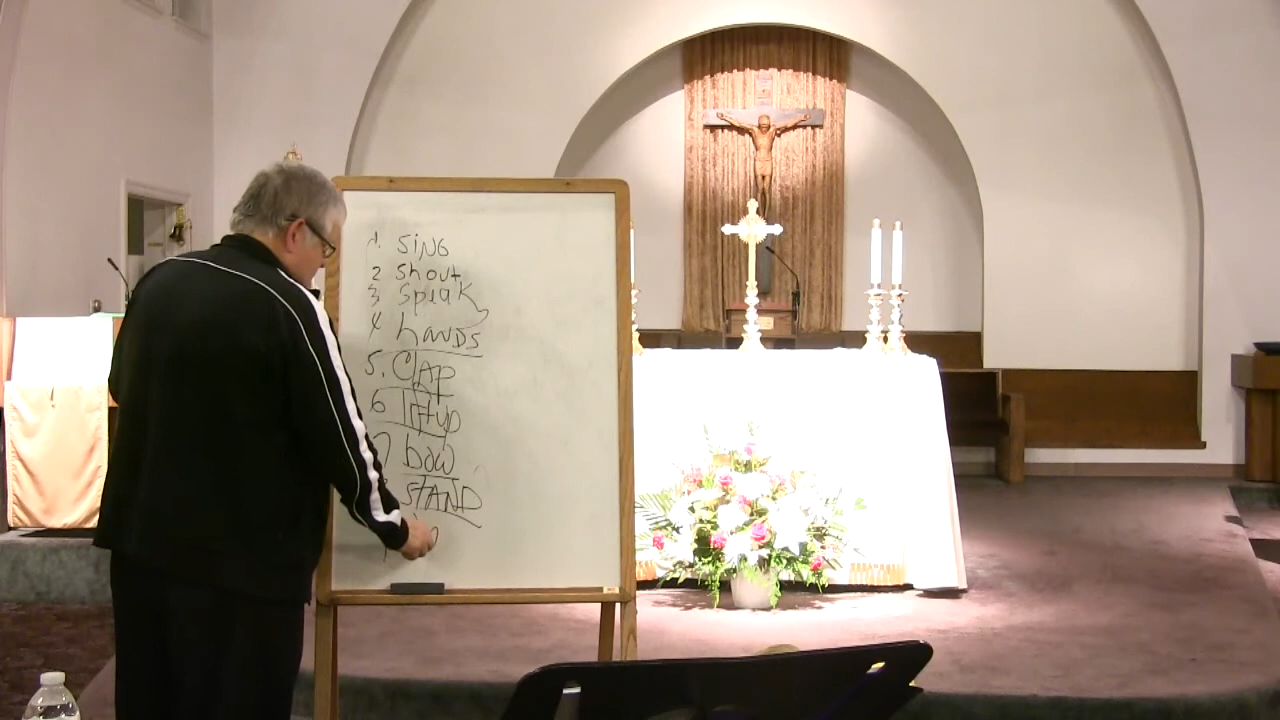 1. SING
2 Shout
3 Speak
4 hands
5. CLAP
6 lift up
7 bow
STAND